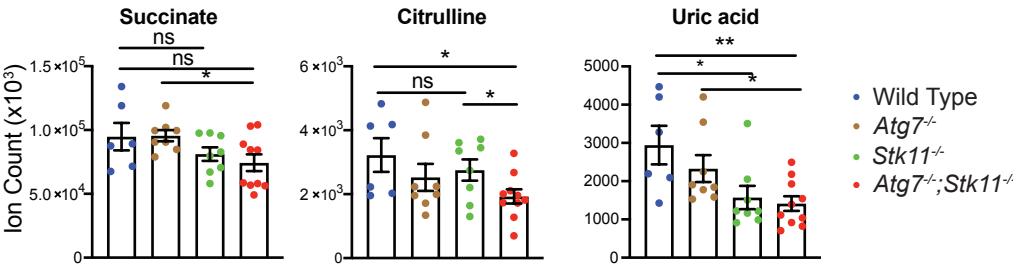 Succinate
Citrulline
Uric acid
Ion Count (x10³)
1.5×10⁵
1.0×10⁵
5.0×10⁴
0
ns
ns
*
6×10³
4×10³
2×10³
0
*
ns
*
5000
4000
3000
2000
1000
0
**
*
*
Wild Type
Atg7⁻/⁻
Stk11⁻/⁻
Atg7⁻/⁻;Stk11⁻/